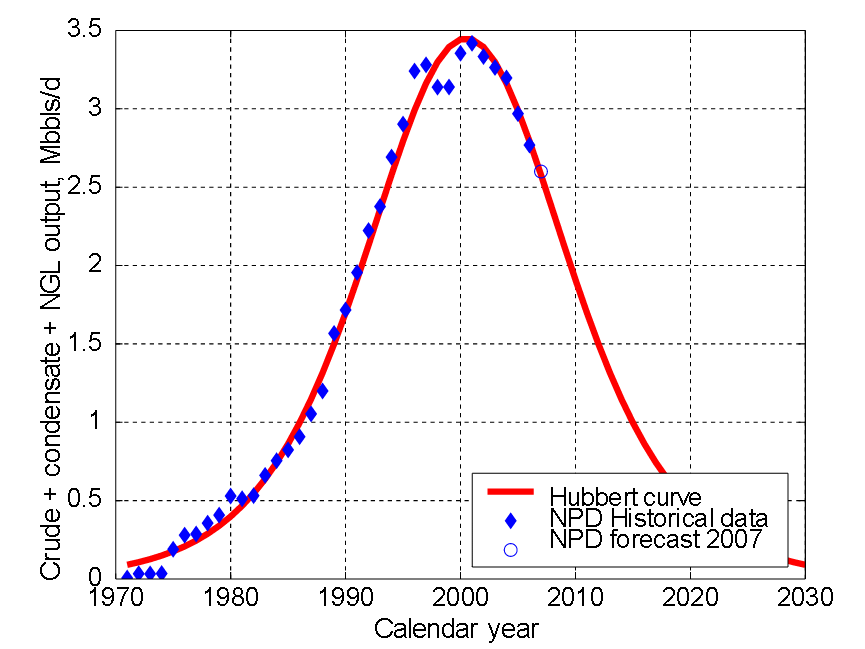 Crude + condensate + NGL output, Mbbls/d
3.5
3
2.5
2
1.5
1
0.5
0
1970 1980 1990 2000 2010 2020 2030
Calendar year
Hubbert curve
NPD Historical data
NPD forecast 2007